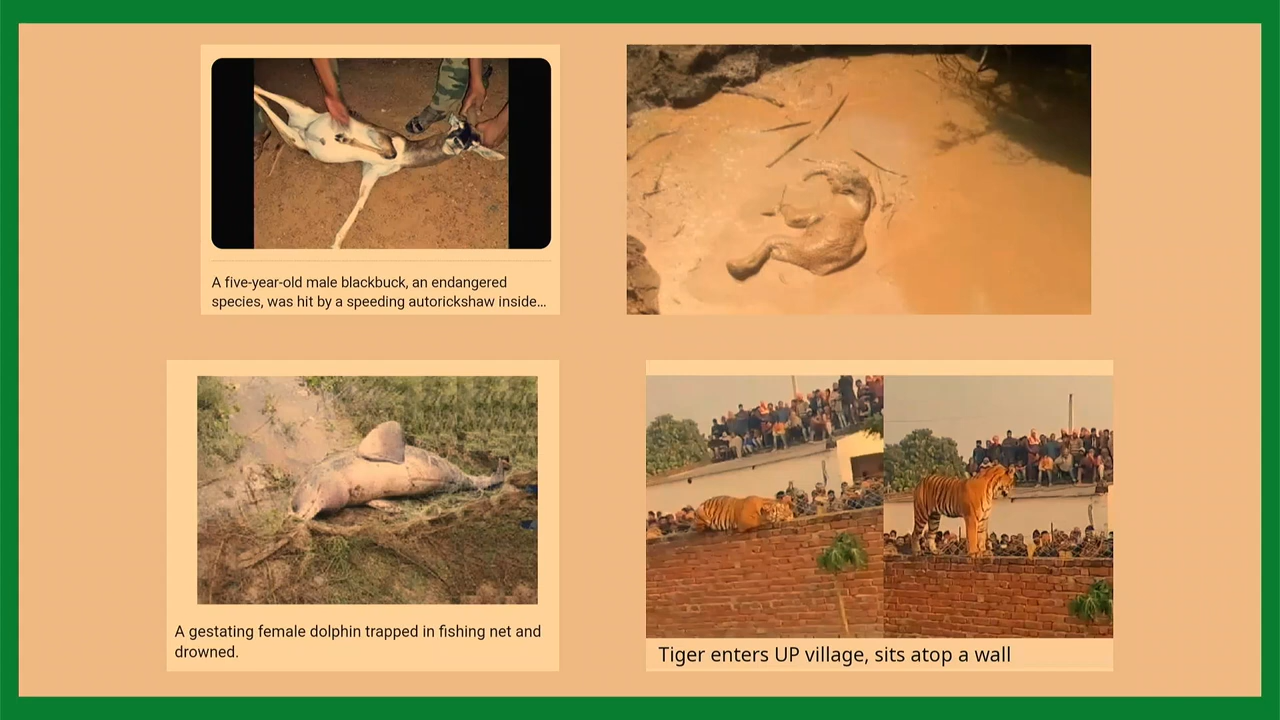 A five-year-old male blackbuck, an endangered
species, was hit by a speeding autorickshaw inside...
A gestating female dolphin trapped in fishing net and
drowned.
Tiger enters UP village, sits atop a wall